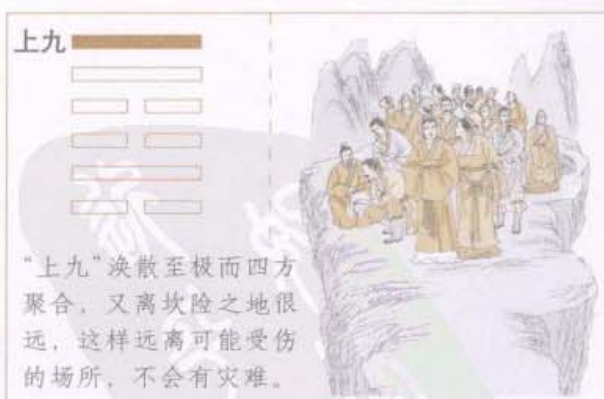 上九
“上九”涣散至极而四方
聚合，又离坎险之地很
远，这样远离可能受伤
的场所，不会有灾难。